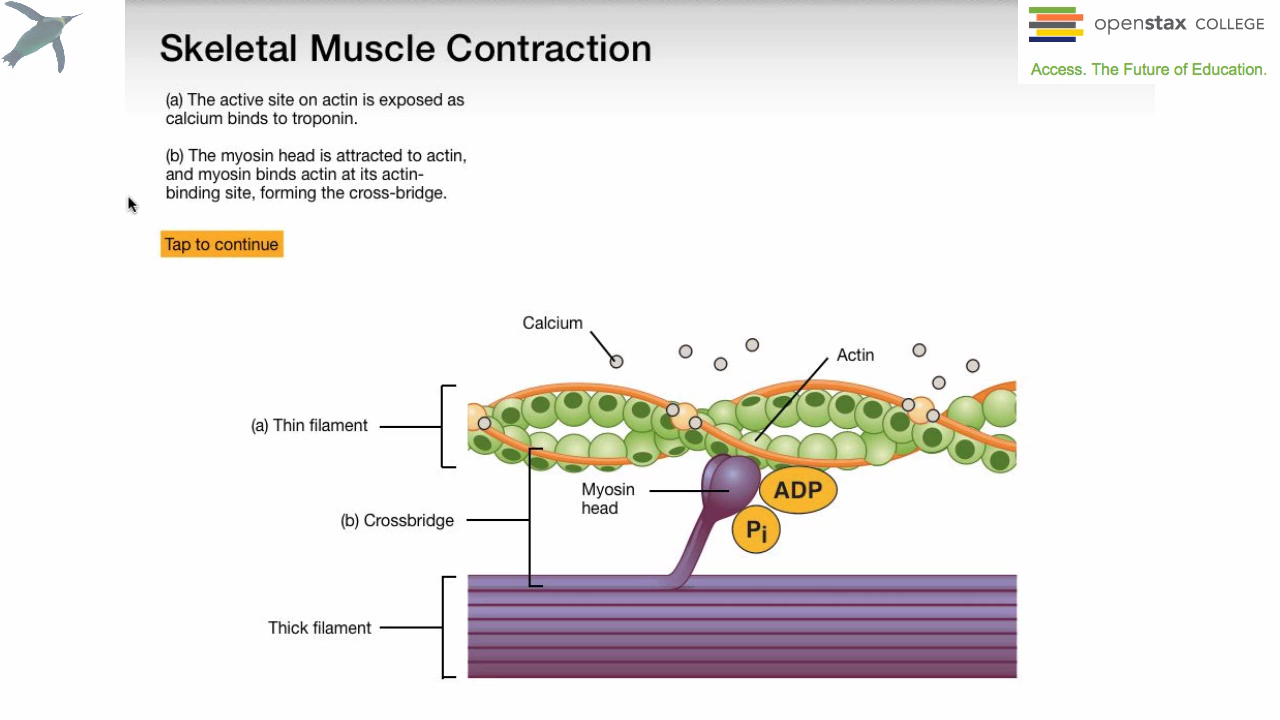 Skeletal Muscle Contraction
openstax COLLEGE
Access. The Future of Education.
(a) The active site on actin is exposed as
calcium binds to troponin.
(b) The myosin head is attracted to actin,
and myosin binds actin at its actin-
binding site, forming the cross-bridge.
Tap to continue
Calcium
Actin
(a) Thin filament
Myosin
head
ADP
Pi
(b) Crossbridge
Thick filament